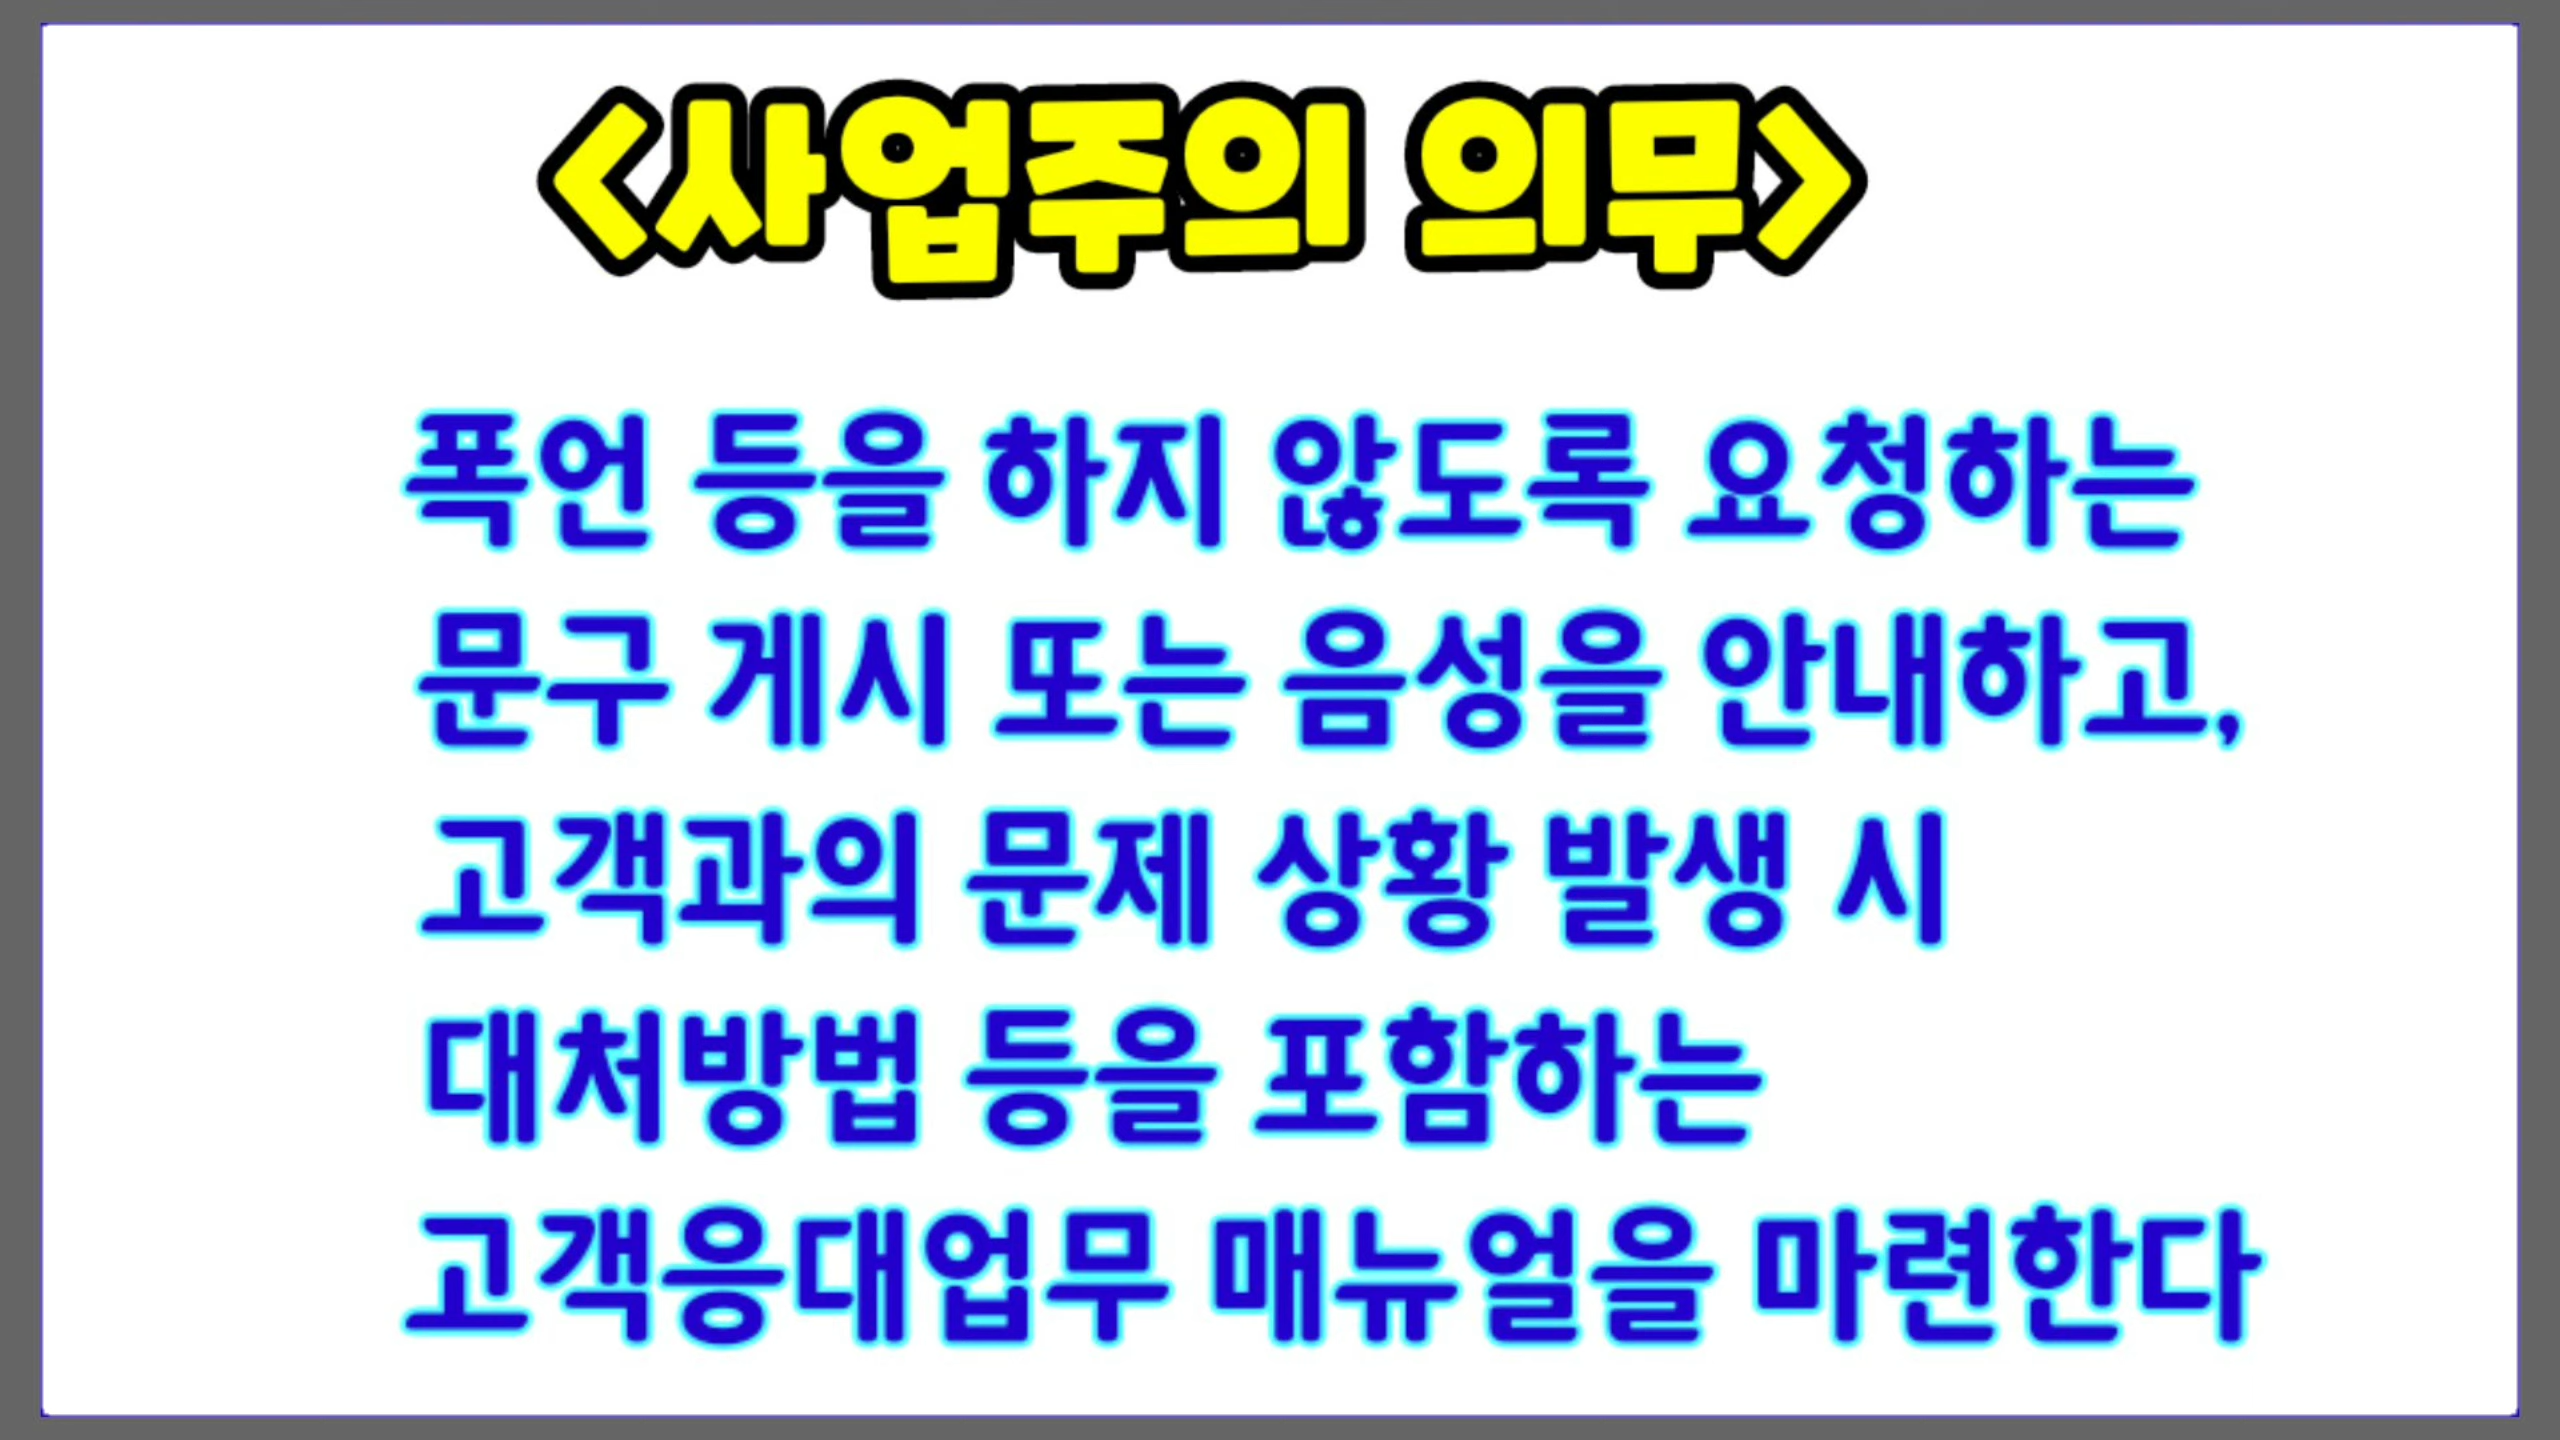 <사업주의 의무>
폭언 등을 하지 않도록 요청하는
문구 게시 또는 음성을 안내하고,
고객과의 문제 상황 발생 시
대처방법 등을 포함하는
고객응대업무 매뉴얼을 마련한다